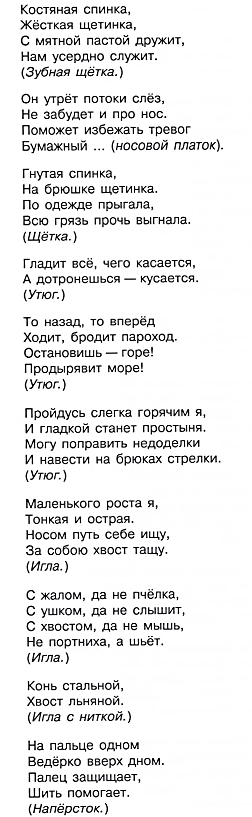 Костяная спинка,
Жёсткая щетинка,
С мятной пастой дружит,
Нам усердно служит.
(Зубная щётка.)
Он утрёт потоки слёз,
Не забудет и про нос.
Поможет избежать тревог
Бумажный ... (носовой платок).
Гнутая спинка,
На брюшке щетинка.
По одежде прыгала,
Всю грязь прочь выгнала.
(Щётка.)
Гладит всё, чего касается,
А дотронешься — кусается.
(Утюг.)
То назад, то вперёд
Ходит, бродит пароход.
Остановишь — горе!
Продырявит море!
(Утюг.)
Пройдусь слегка горячим я,
И гладкой станет простыня.
Могу поправить недоделки
И навести на брюках стрелки.
(Утюг.)
Маленького роста я,
Тонкая и острая.
Носом путь себе ищу,
За собою хвост тащу.
(Игла.)
С жалом, да не пчёлка,
С ушком, да не слышит,
С хвостом, да не мышь,
Не портниха, а шьёт.
(Игла.)
Конь стальной,
Хвост льняной.
(Игла с ниткой.)
На пальце одном
Ведёрко вверх дном.
Палец защищает,
Шить помогает.
(Напёрсток.)